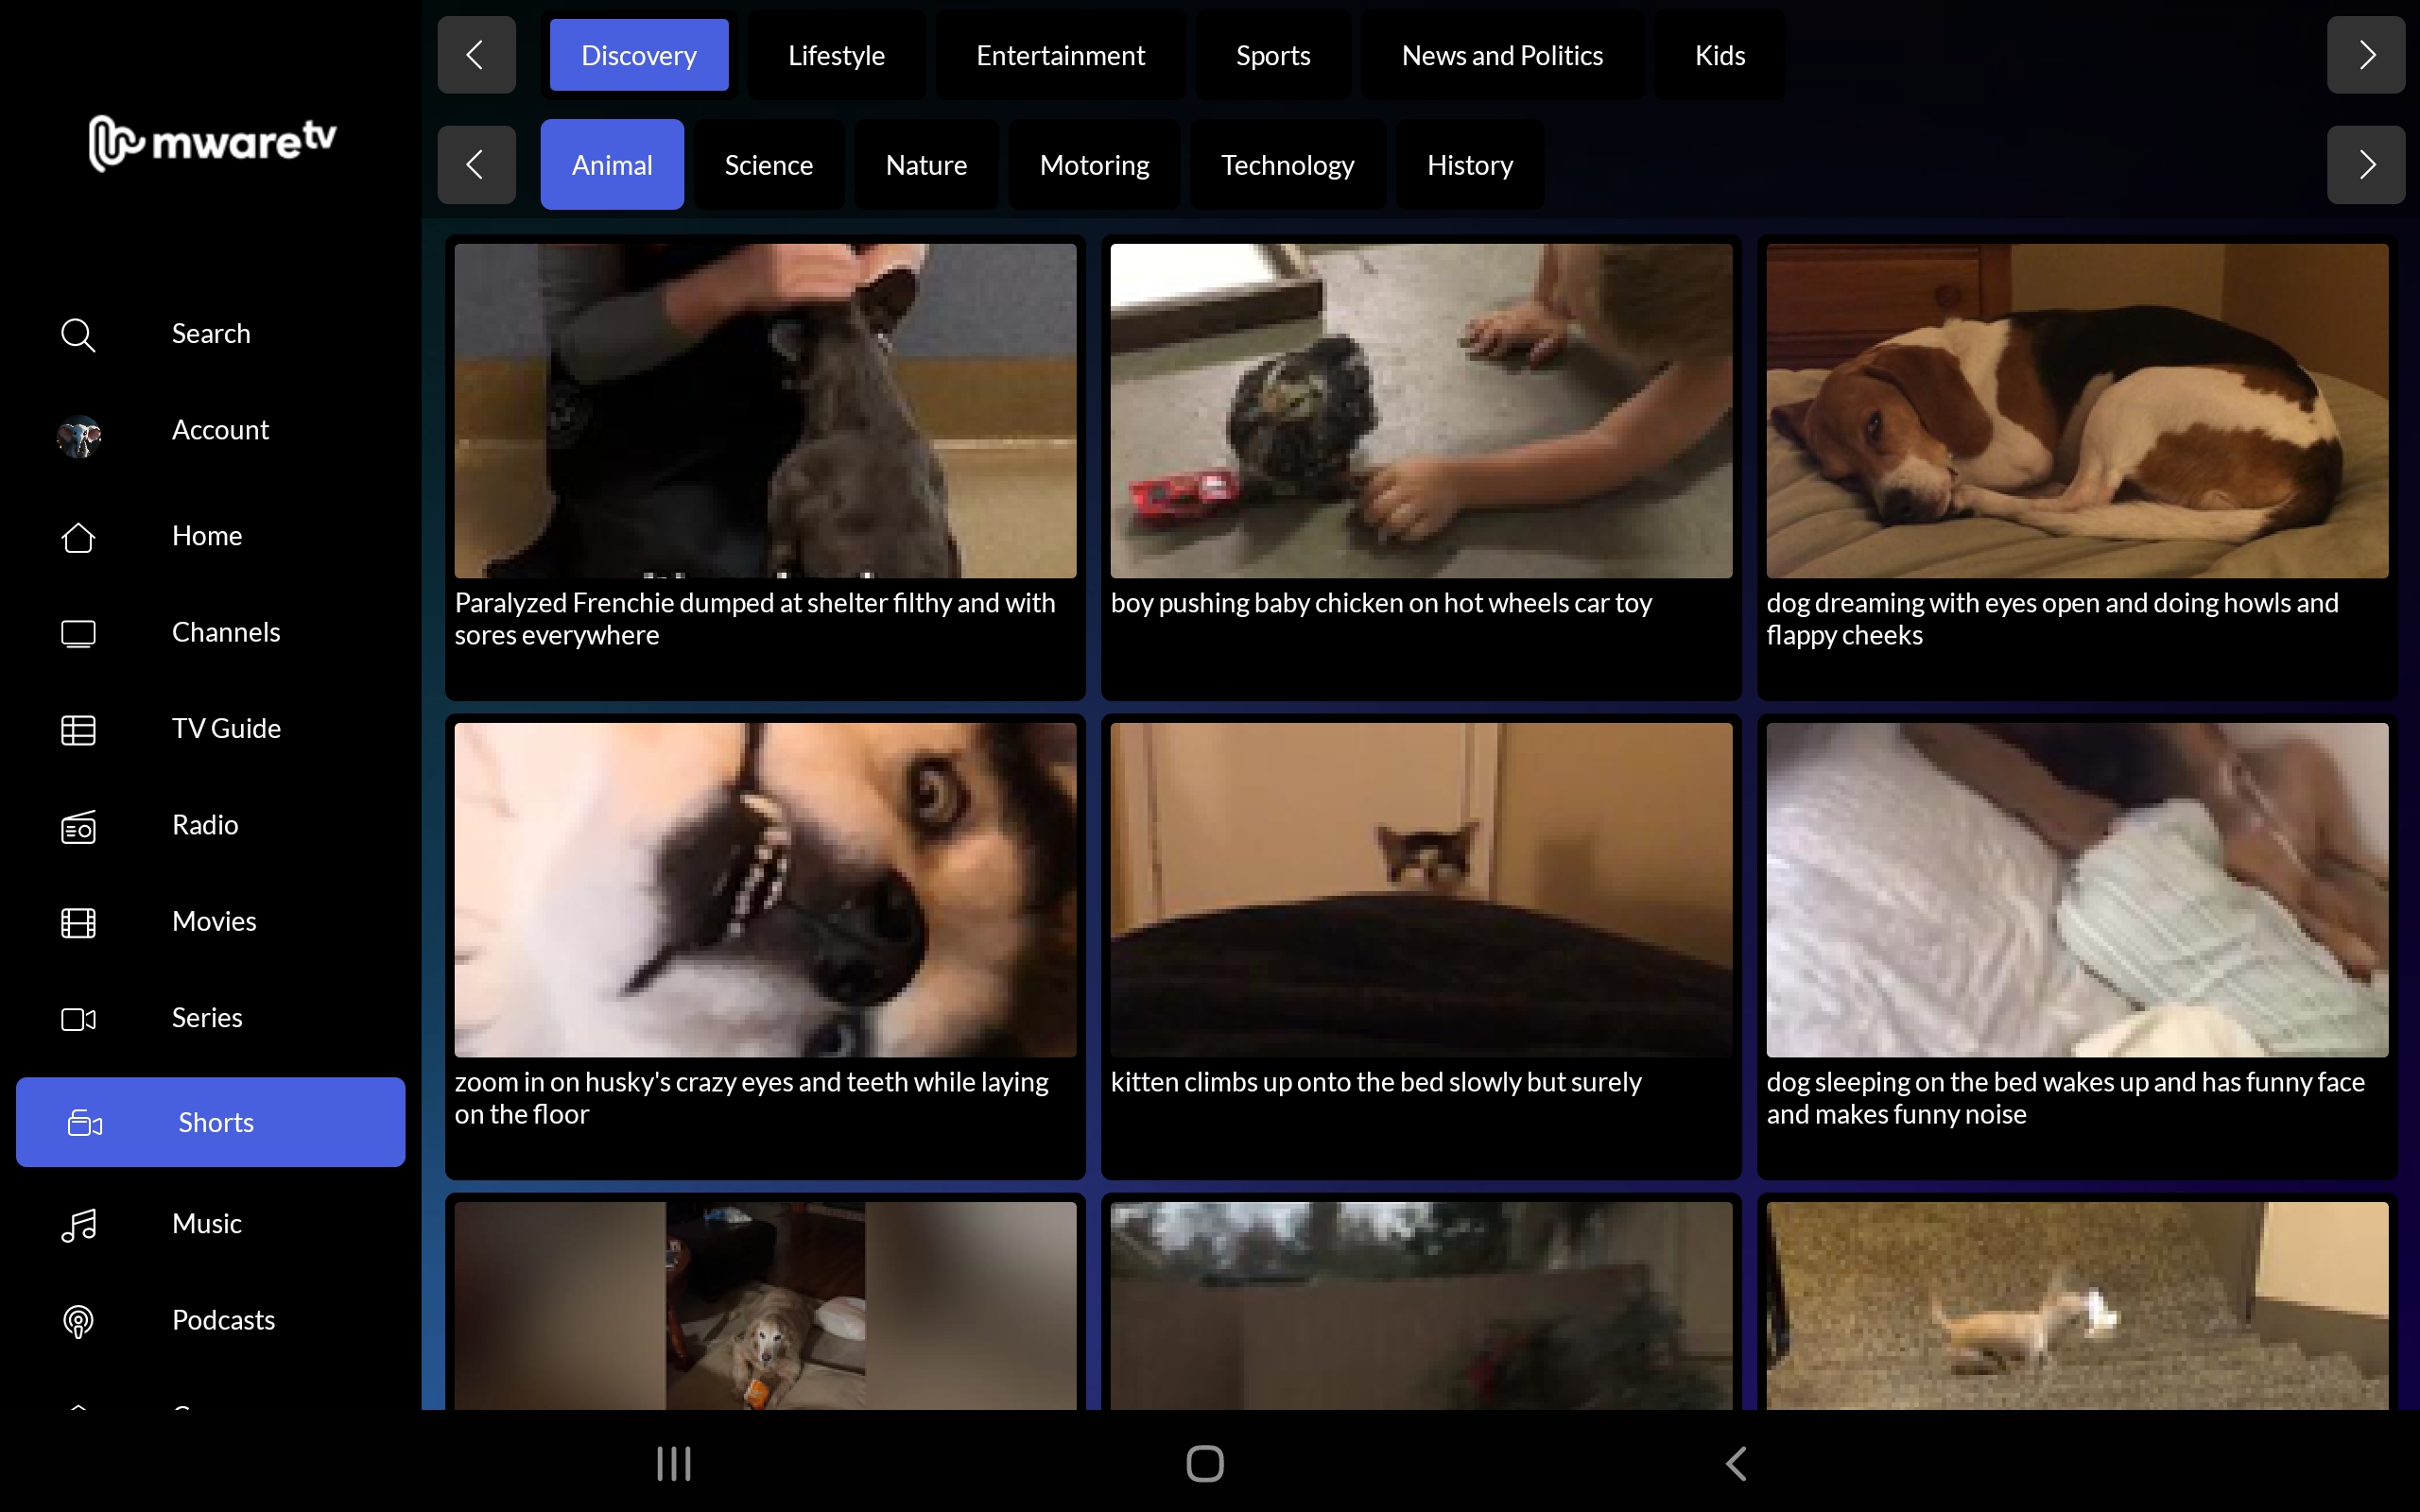 mwaretv
Search
Account
Home
Channels
TV Guide
Radio
Movies
Series
Shorts
Music
Podcasts
Discovery
Lifestyle
Entertainment
Sports
News and Politics
Kids
Animal
Science
Nature
Motoring
Technology
History
Paralyzed Frenchie dumped at shelter filthy and with
sores everywhere
boy pushing baby chicken on hot wheels car toy
dog dreaming with eyes open and doing howls and
flappy cheeks
zoom in on husky's crazy eyes and teeth while laying
on the floor
kitten climbs up onto the bed slowly but surely
dog sleeping on the bed wakes up and has funny face
and makes funny noise